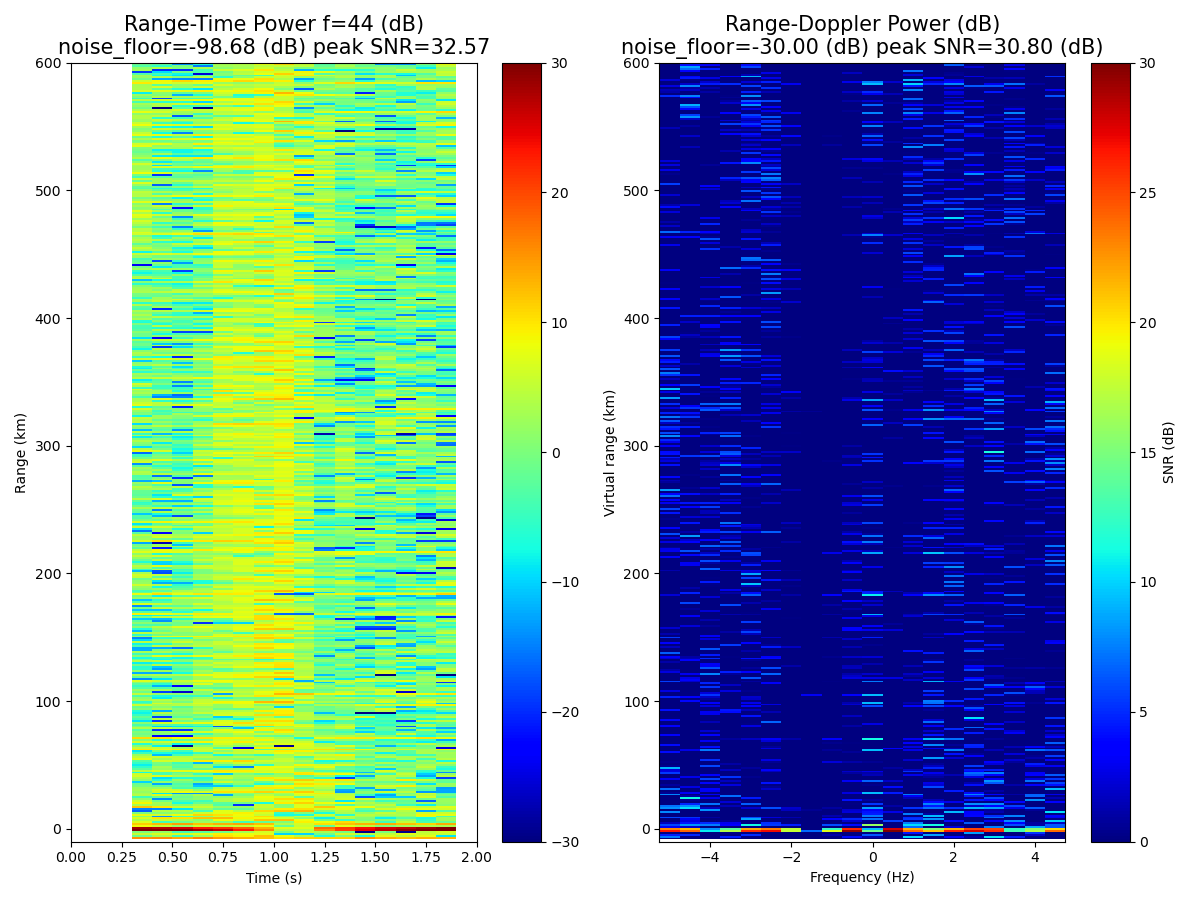 Range-Time Power f=44 (dB)
noise_floor=-98.68 (dB) peak SNR=32.57
600
500
400
300
200
100
0
Range (km)
0.00 0.25 0.50 0.75 1.00 1.25 1.50 1.75 2.00
Time (s)
30
20
10
0
−10
−20
−30
Range-Doppler Power (dB)
noise_floor=-30.00 (dB) peak SNR=30.80 (dB)
600
500
400
300
200
100
0
Virtual range (km)
−4 −2 0 2 4
Frequency (Hz)
30
25
20
15
10
5
0
SNR (dB)